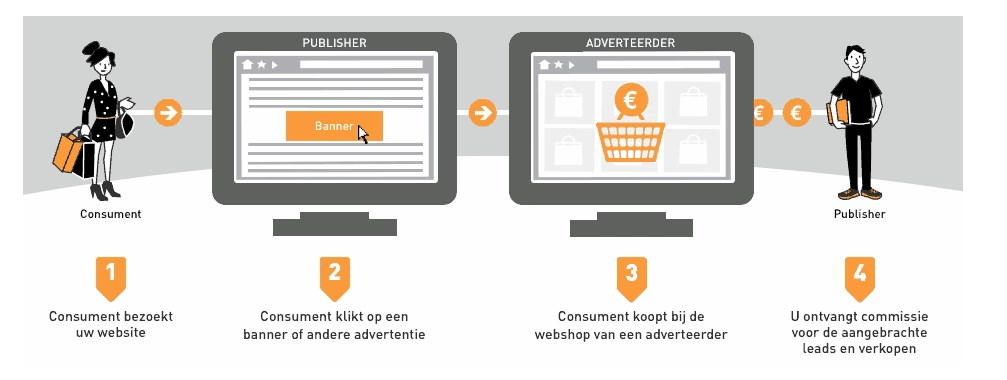 PUBLISHER
ADVERTEERDER
Banner
€
€ €
Consument
Publisher
1
2
3
4
Consument bezoekt
uw website
Consument klikt op een
banner of andere advertentie
Consument koopt bij de
webshop van een adverteerder
U ontvangt commissie
voor de aangebrachte
leads en verkopen